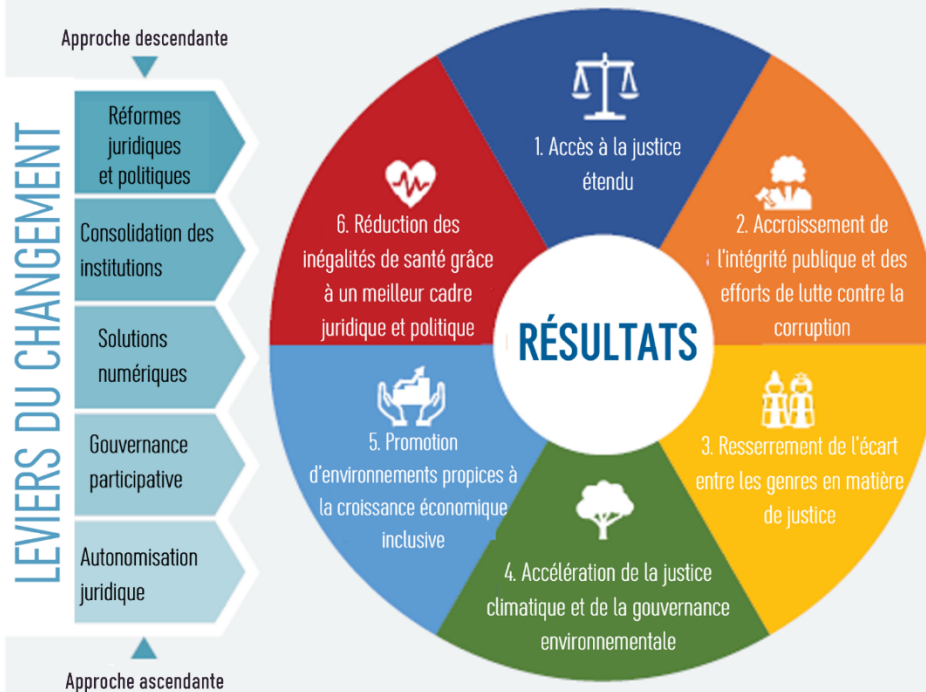 Approche descendante
LEVIERS DU CHANGEMENT
Réformes
juridiques
et politiques
Consolidation des
institutions
Solutions
numériques
Gouvernance
participative
Autonomisation
juridique
Approche ascendante
RÉSULTATS
1. Accès à la justice
étendu
2. Accroissement de
l'intégrité publique et des
efforts de lutte contre la
corruption
3. Resserrement de l'écart
entre les genres en matière
de justice
4. Accélération de la justice
climatique et de la gouvernance
environnementale
5. Promotion
d'environnements propices à
la croissance économique
inclusive
6. Réduction des
inégalités de santé grâce
à un meilleur cadre
juridique et politique